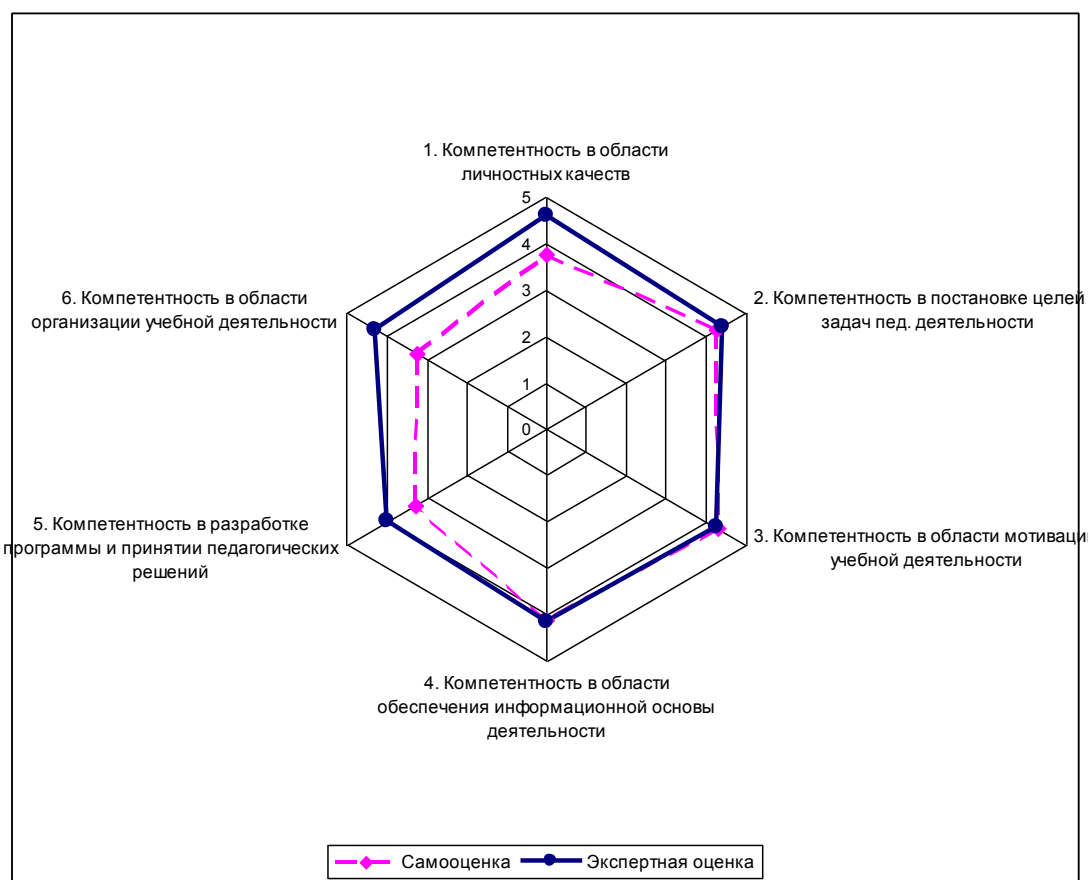 1. Компетентность в области
личностных качеств
5
4
3
2
1
0
2. Компетентность в постановке целей
задач пед. деятельности
3. Компетентность в области мотиваци
учебной деятельности
4. Компетентность в области
обеспечения информационной основы
деятельности
5. Компетентность в разработке
программы и принятии педагогических
решений
6. Компетентность в области
организации учебной деятельности
Самооценка
Экспертная оценка